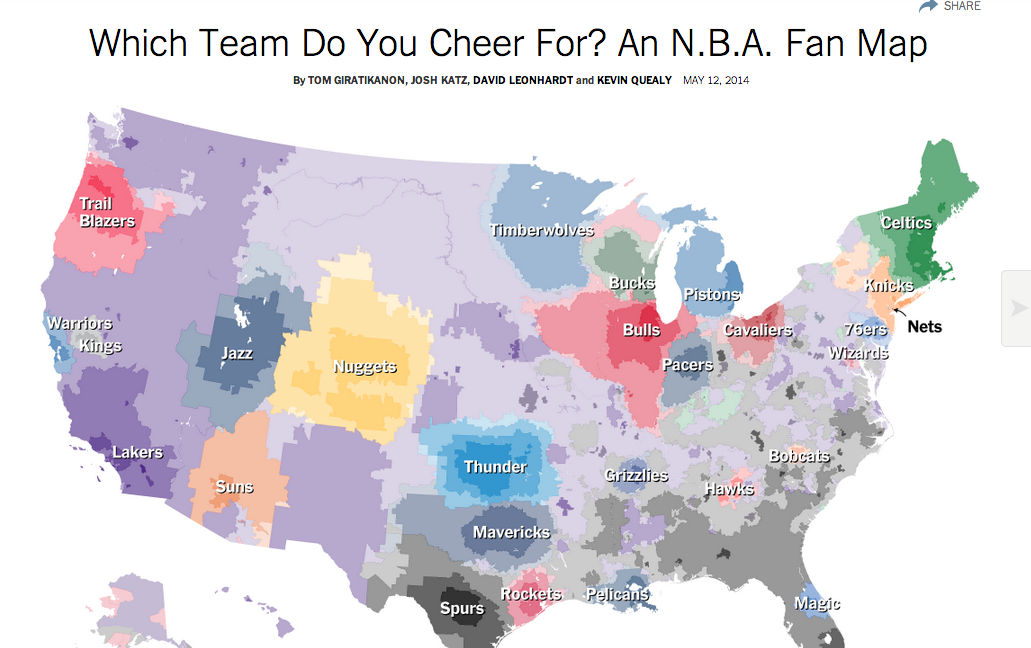 SHARE
Which Team Do You Cheer For? An N.B.A. Fan Map
By TOM GIRATIKANON, JOSH KATZ, DAVID LEONHARDT and KEVIN QUEALY MAY 12, 2014
Trail
Blazers
Celtics
Timberwolves
Bucks
Knicks
Pistons
Warriors
Bulls
Cavaliers
76ers
Nets
Kings
Jazz
Wizards
Nuggets
Pacers
Lakers
Bobcats
Thunder
Grizzlies
Suns
Hawks
Mavericks
Rockets
Pelicans
Magic
Spurs